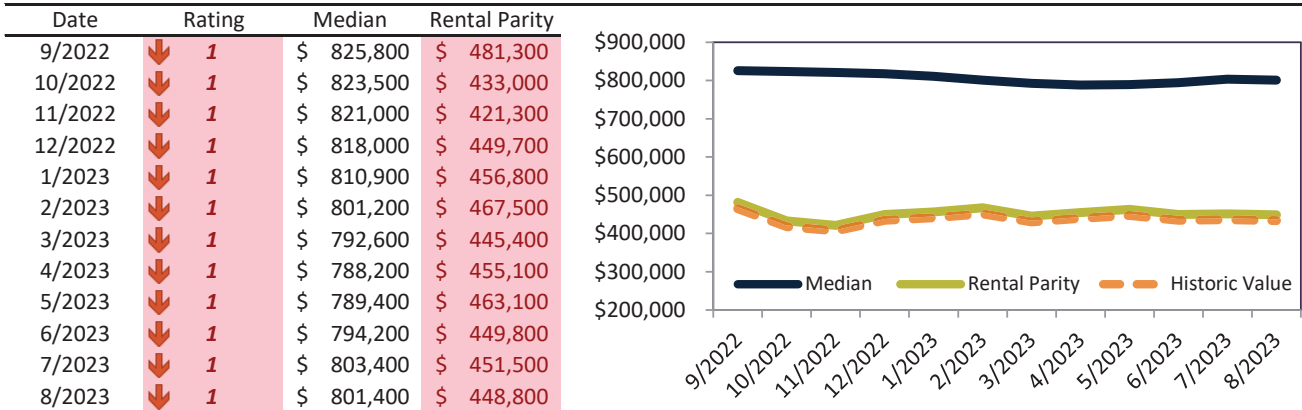 Date Rating Median Rental Parity
9/2022 1 $ 825,800 $ 481,300
10/2022 1 $ 823,500 $ 433,000
11/2022 1 $ 821,000 $ 421,300
12/2022 1 $ 818,000 $ 449,700
1/2023 1 $ 810,900 $ 456,800
2/2023 1 $ 801,200 $ 467,500
3/2023 1 $ 792,600 $ 445,400
4/2023 1 $ 788,200 $ 455,100
5/2023 1 $ 789,400 $ 463,100
6/2023 1 $ 794,200 $ 449,800
7/2023 1 $ 803,400 $ 451,500
8/2023 1 $ 801,400 $ 448,800
$900,000
$800,000
$700,000
$600,000
$500,000
$400,000
$300,000
$200,000
Median Rental Parity Historic Value
9/2022 10/2022 11/2022 12/2022 1/2023 2/2023 3/2023 4/2023 5/2023 6/2023 7/2023 8/2023